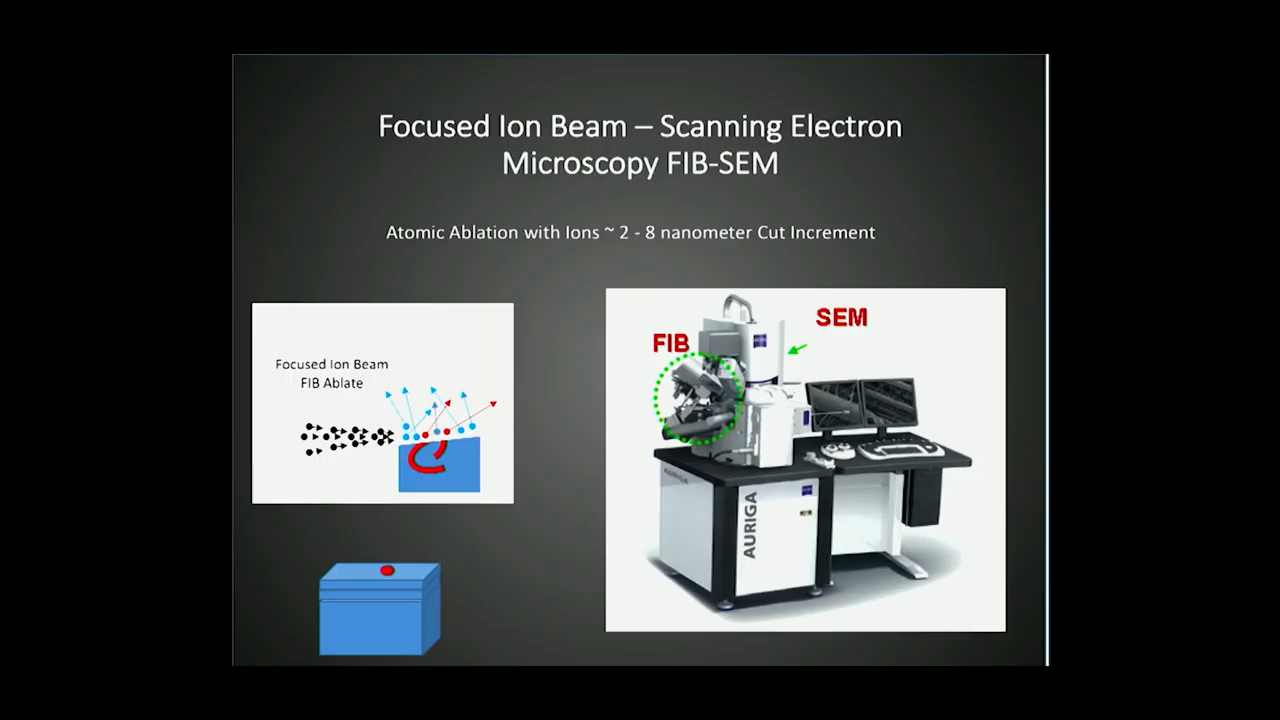 Focused Ion Beam – Scanning Electron
Microscopy FIB-SEM
Atomic Ablation with Ions ~ 2 - 8 nanometer Cut Increment
Focused Ion Beam
FIB Ablate
FIB
SEM
AURIGA
AURIGA